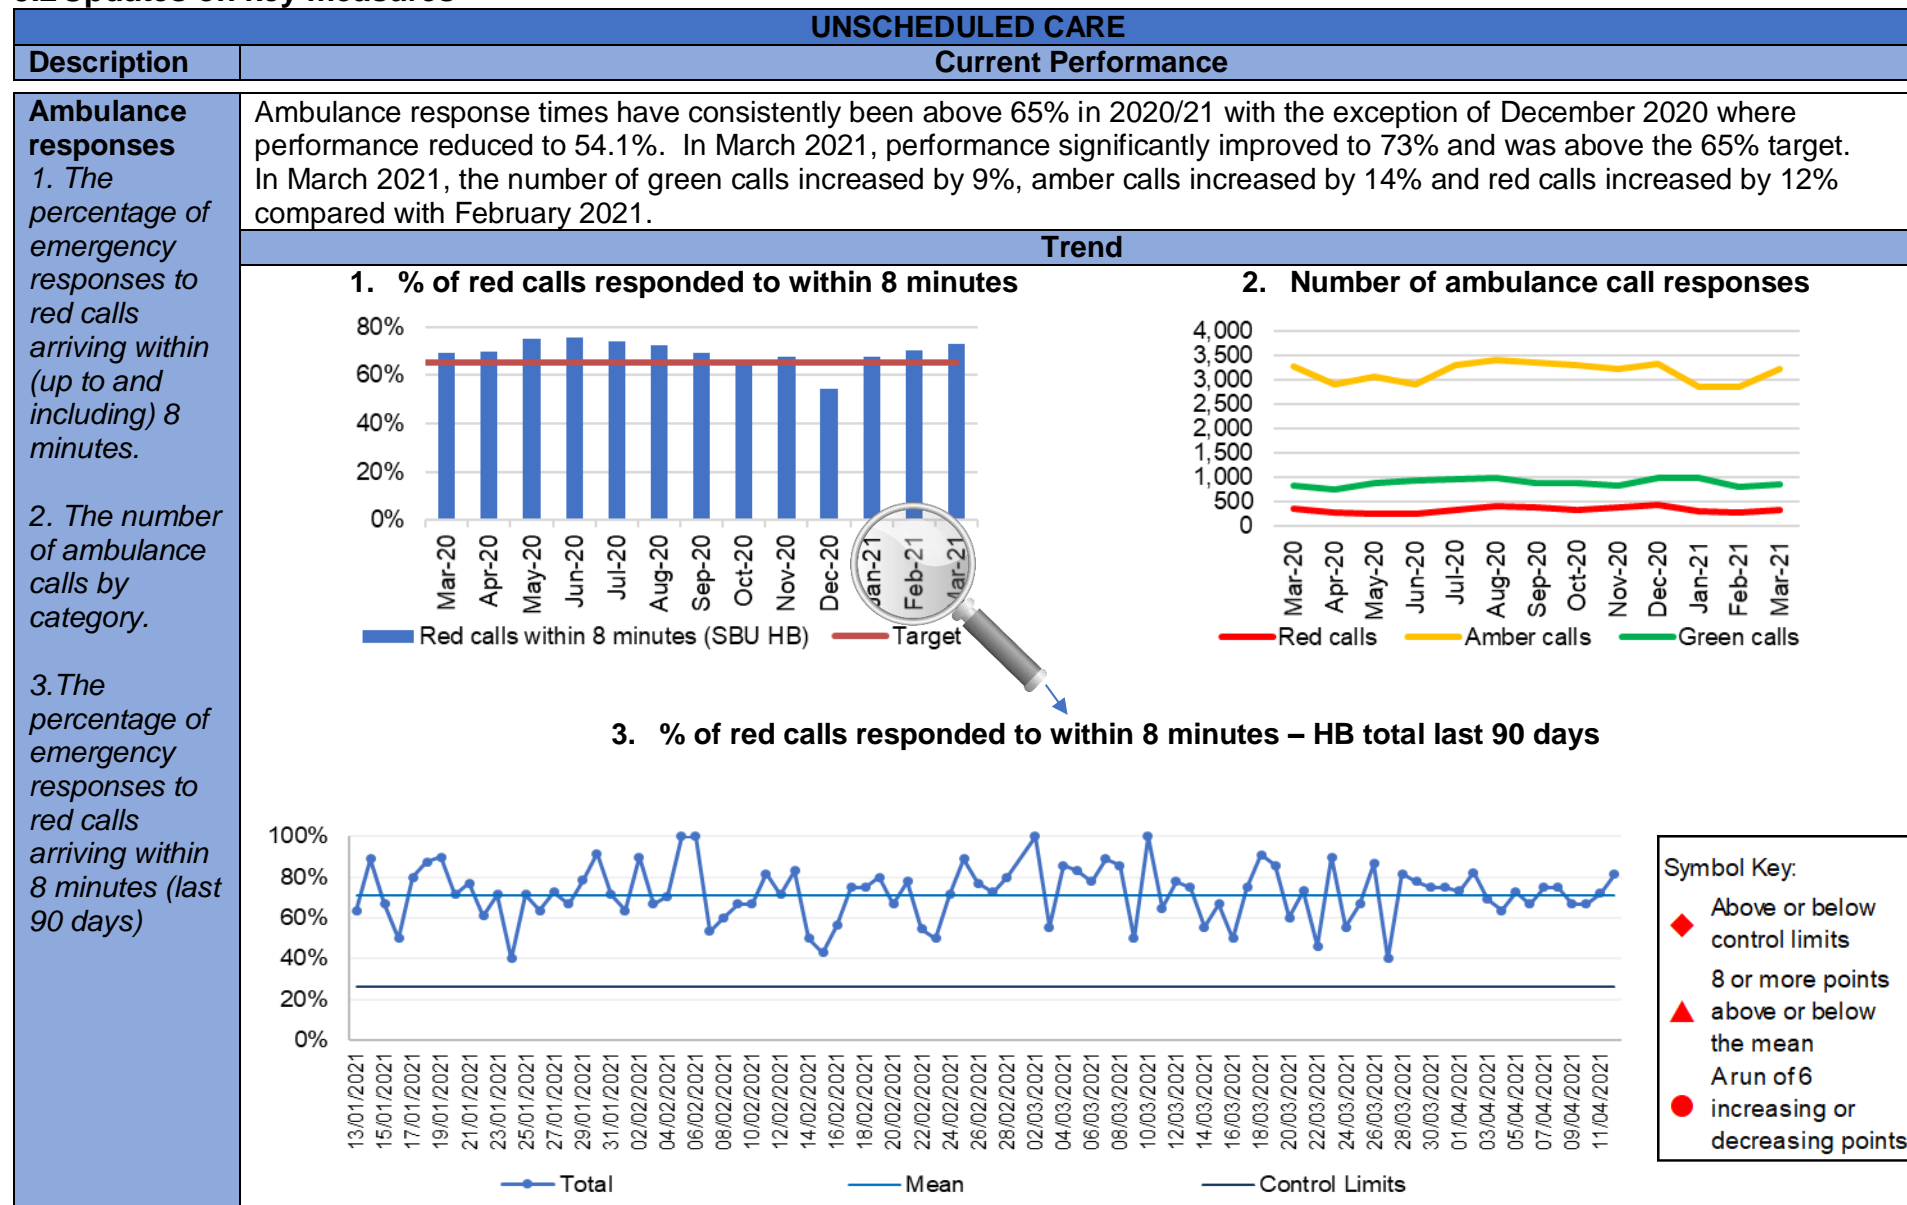 UNSCHEDULED CARE
Description
Current Performance
Ambulance
responses
1. The
percentage of
emergency
responses to
red calls
arriving within
(up to and
including) 8
minutes.
2. The number
of ambulance
calls by
category.
3.The
percentage of
emergency
responses to
red calls
arriving within
8 minutes (last
90 days)
Ambulance response times have consistently been above 65% in 2020/21 with the exception of December 2020 where
performance reduced to 54.1%. In March 2021, performance significantly improved to 73% and was above the 65% target.
In March 2021, the number of green calls increased by 9%, amber calls increased by 14% and red calls increased by 12%
compared with February 2021.
Trend
1. % of red calls responded to within 8 minutes
80%
60%
40%
20%
0%
Mar-20
Apr-20
May-20
Jun-20
Jul-20
Aug-20
Sep-20
Oct-20
Nov-20
Dec-20
Jan-21
Feb-21
Mar-21
Red calls within 8 minutes (SBU HB)
Target
2. Number of ambulance call responses
4,000
3,500
3,000
2,500
2,000
1,500
1,000
500
0
Mar-20
Apr-20
May-20
Jun-20
Jul-20
Aug-20
Sep-20
Oct-20
Nov-20
Dec-20
Jan-21
Feb-21
Mar-21
Red calls
Amber calls
Green calls
3. % of red calls responded to within 8 minutes – HB total last 90 days
100%
80%
60%
40%
20%
0%
13/01/2021
15/01/2021
17/01/2021
19/01/2021
21/01/2021
23/01/2021
25/01/2021
27/01/2021
29/01/2021
31/01/2021
02/02/2021
04/02/2021
06/02/2021
08/02/2021
10/02/2021
12/02/2021
14/02/2021
16/02/2021
18/02/2021
20/02/2021
22/02/2021
24/02/2021
26/02/2021
28/02/2021
02/03/2021
04/03/2021
06/03/2021
08/03/2021
10/03/2021
12/03/2021
14/03/2021
16/03/2021
18/03/2021
20/03/2021
22/03/2021
24/03/2021
26/03/2021
28/03/2021
30/03/2021
01/04/2021
03/04/2021
05/04/2021
07/04/2021
09/04/2021
11/04/2021
Total
Mean
Control Limits
Symbol Key:
Above or below
control limits
8 or more points
above or below
the mean
A run of 6
increasing or
decreasing points